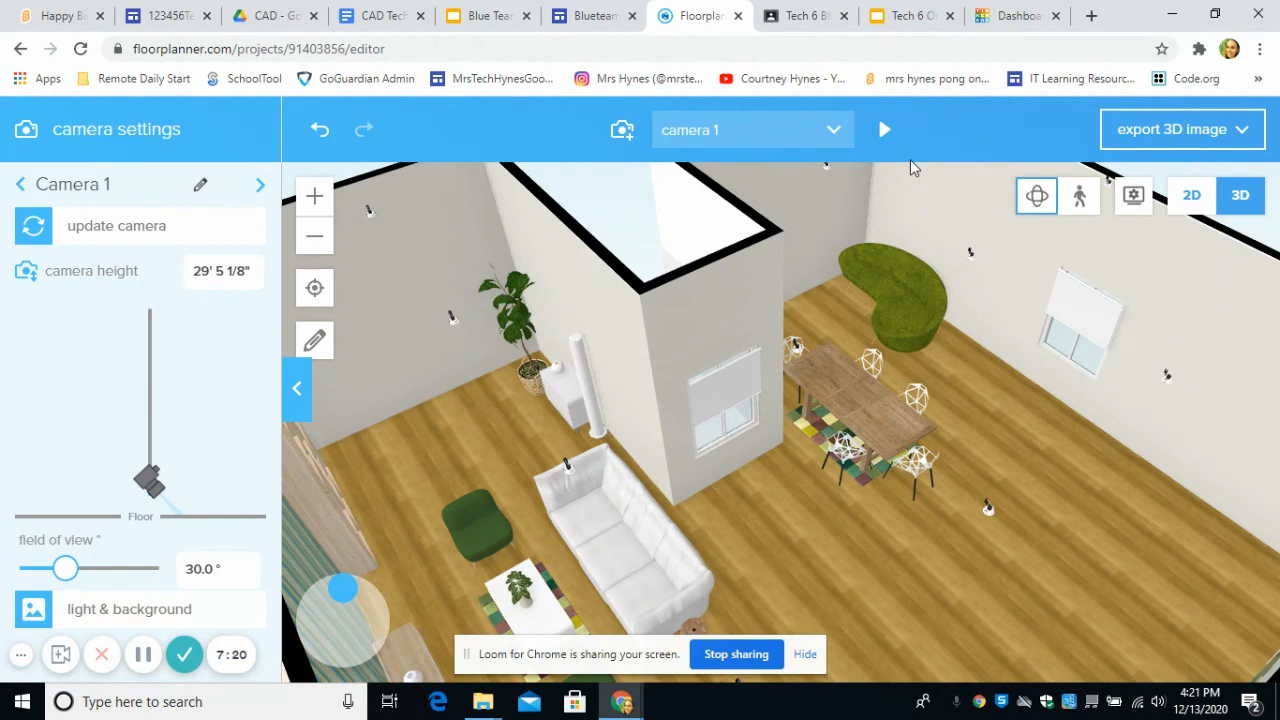 Happy Bi
123456Te
CAD - Go
CAD Tech
Blue Tear
Blueteam
Floorplan
Tech 6 B
Tech 6 O
Dashboa
floorplanner.com/projects/91403856/editor
Apps
Remote Daily Start
SchoolTool
GoGuardian Admin
MrsTechHynesGoo...
Mrs Hynes (@mrste...
Courtney Hynes - Y...
mrs hynes pong on...
IT Learning Resourc...
Code.org
»
camera settings
camera 1
export 3D image
Camera 1
2D
3D
update camera
camera height
29' 5 1/8"
Floor
field of view °
30.0 °
light & background
7:20
Loom for Chrome is sharing your screen.
Stop sharing
Hide
Type here to search
4:21 PM
12/13/2020
2